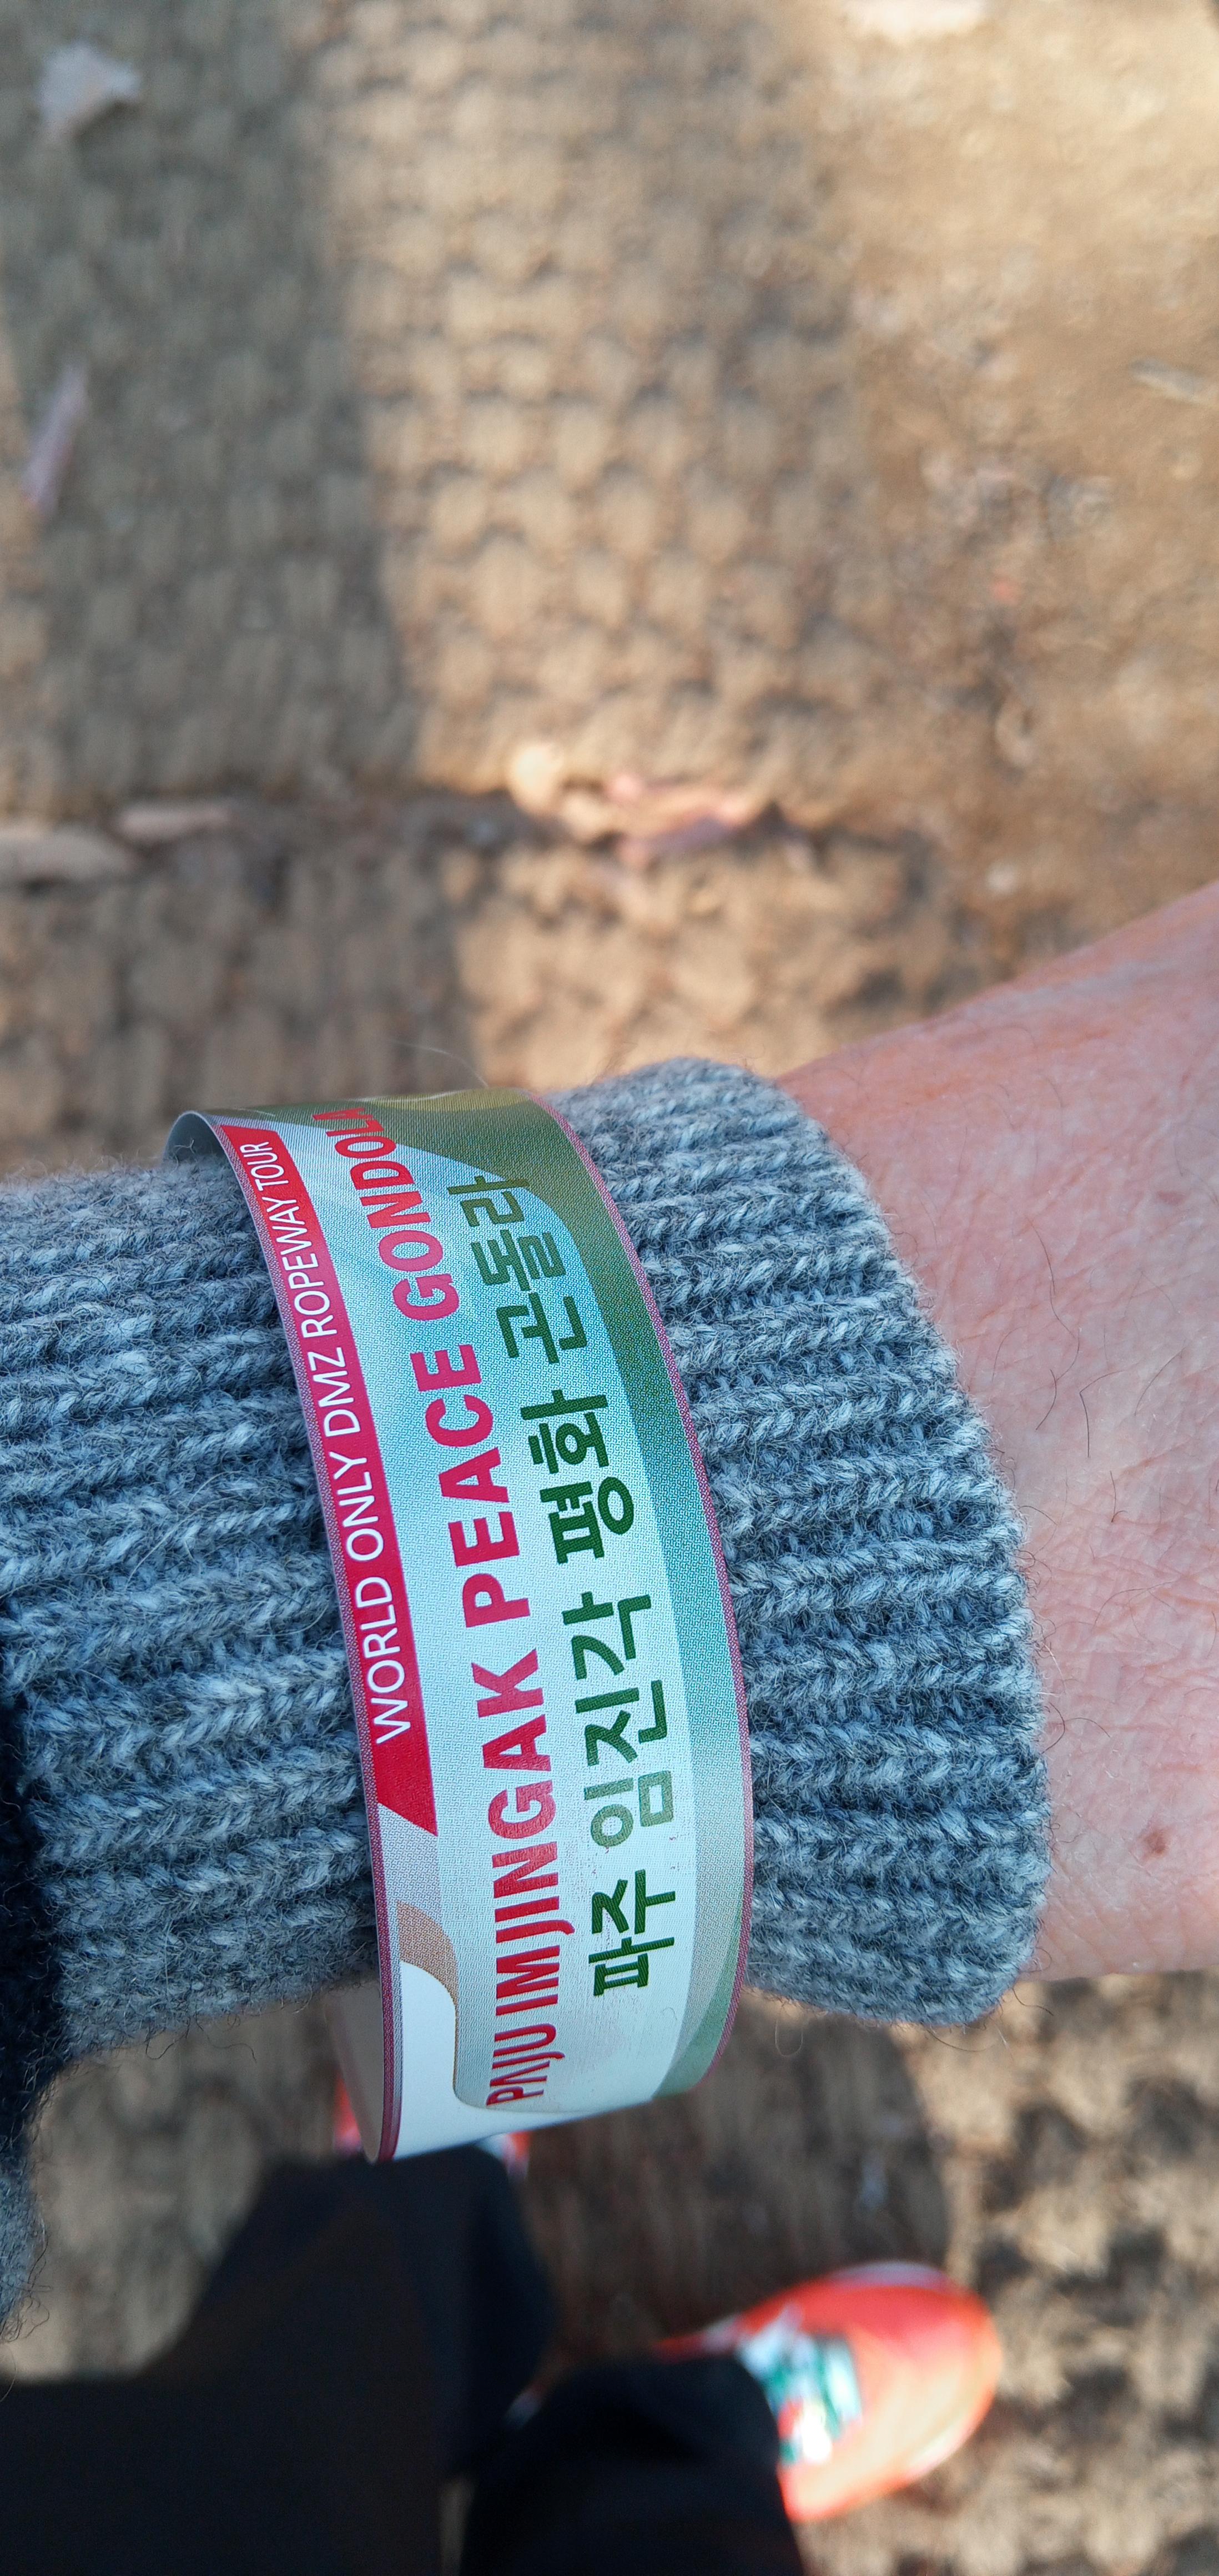 WORLD ONLY DMZ ROPEWAY TOUR
PAJU IMJINGAK PEACE GONDOLA
파주 임진각 평화 곤돌라